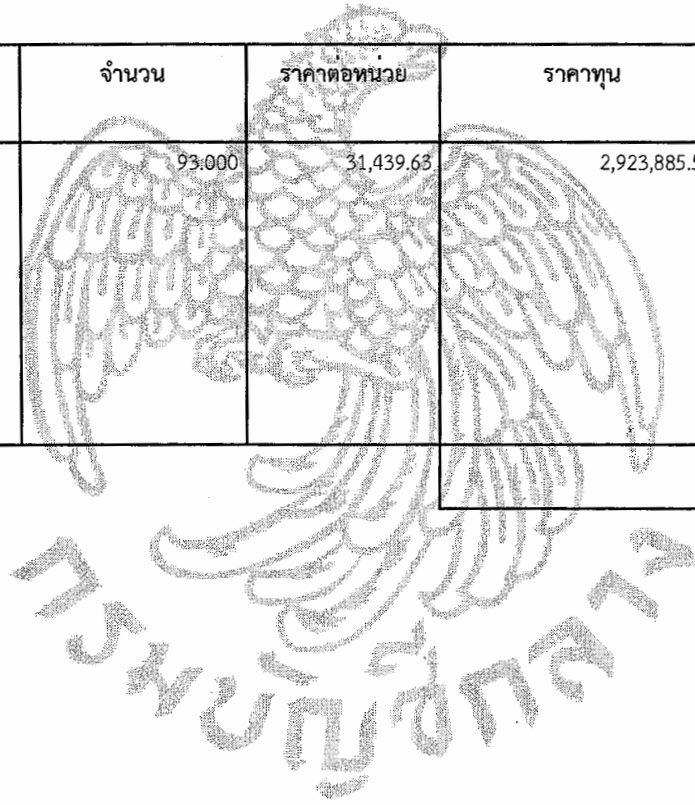 จำนวน ราคาต่อหน่วย ราคาทุน
93.000 31,439.63 2,923,885.5
กรมบัญชีกลาง